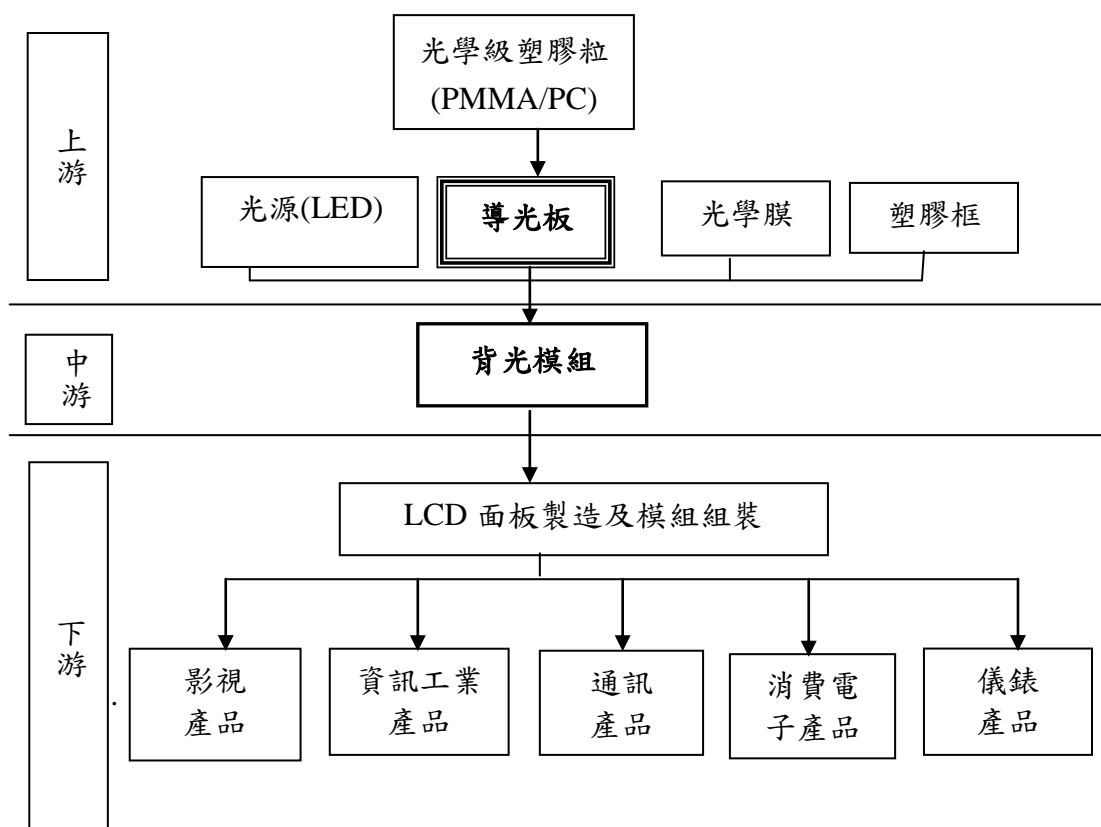 光學級塑膠粒
(PMMA/PC)
上
游
光源(LED)
導光板
光學膜
塑膠框
中
游
背光模組
LCD 面板製造及模組組裝
下
游
.
影視
產品
資訊工業
產品
通訊
產品
消費電
子產品
儀錶
產品